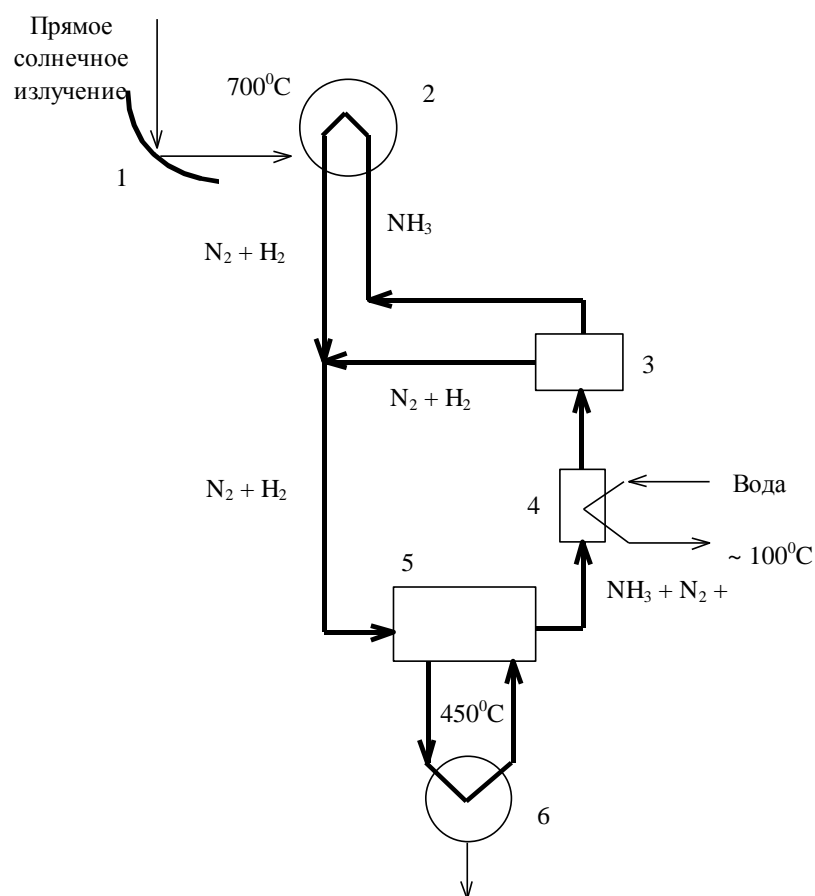 Прямое
солнечное
излучение
700⁰C
2
1
NH₃
N₂ + H₂
3
N₂ + H₂
N₂ + H₂
Вода
4
~ 100⁰C
5
NH₃ + N₂ +
450⁰C
6